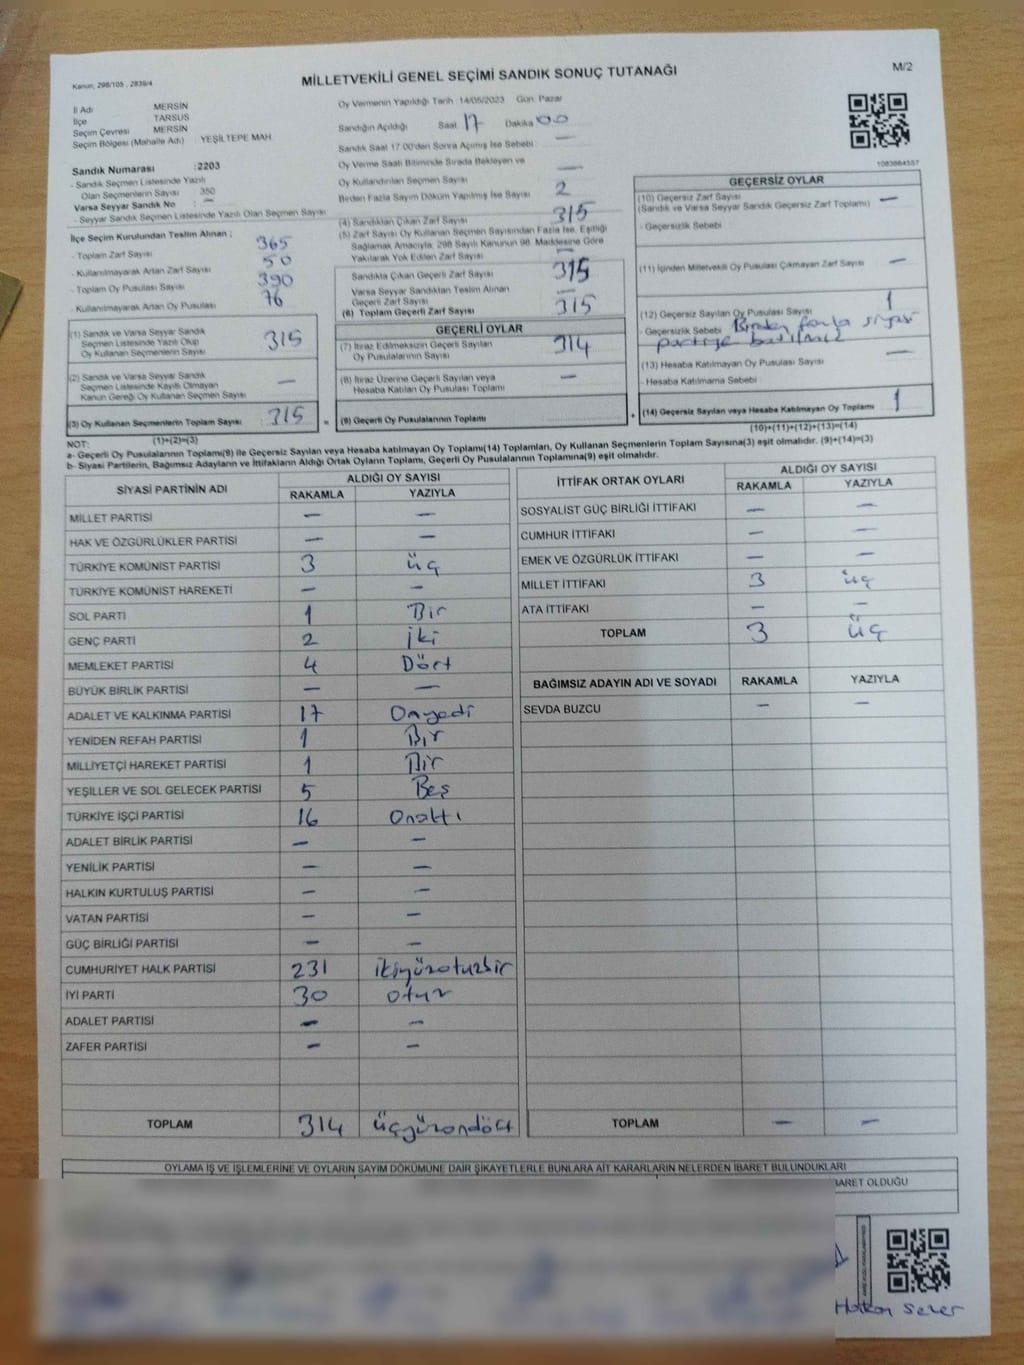 Kanun; 298/105 , 2839/4
MİLLETVEKİLİ GENEL SEÇİMİ SANDIK SONUÇ TUTANAĞI
M/2
İl Adı MERSİN
İlçe TARSUS
Seçim Çevresi MERSİN
Seçim Bölgesi (Mahalle Adı) YEŞİLTEPE MAH
Sandık Numarası :2203
- Sandık Seçmen Listesinde Yazılı
Olan Seçmenlerin Sayısı 350
Varsa Seyyar Sandık No : —
- Seyyar Sandık Seçmen Listesinde Yazılı Olan Seçmen Sayısı
İlçe Seçim Kurulundan Teslim Alınan ;
- Toplam Zarf Sayısı 365
- Kullanılmayarak Artan Zarf Sayısı 50
- Toplam Oy Pusulası Sayısı 390
- Kullanılmayarak Artan Oy Pusulası 76
(1) Sandık ve Varsa Seyyar Sandık
Seçmen Listesinde Yazılı Olup
Oy Kullanan Seçmenlerin Sayısı 315
(2) Sandık ve Varsa Seyyar Sandık
Seçmen Listesinde Kayıtlı Olmayan
Kanun Gereği Oy Kullanan Seçmen Sayısı —
(3) Oy Kullanan Seçmenlerin Toplam Sayısı : 315 =
(1)+(2)=(3)
Oy Vermenin Yapıldığı Tarih :14/05/2023 Gün: Pazar
Sandığın Açıldığı Saat 17 Dakika 00
Sandık Saat 17:00'den Sonra Açılmış İse Sebebi : —
Oy Verme Saati Bitiminde Sırada Bekleyen ve
Oy Kullandırılan Seçmen Sayısı —
Birden Fazla Sayım Döküm Yapılmış İse Sayısı 2
(4) Sandıktan Çıkan Zarf Sayısı 315
(5) Zarf Sayısı Oy Kullanan Seçmen Sayısından Fazla İse, Eşitliği
Sağlamak Amacıyla, 298 Sayılı Kanunun 98. Maddesine Göre
Yakılarak Yok Edilen Zarf Sayısı —
Sandıkta Çıkan Geçerli Zarf Sayısı 315
Varsa Seyyar Sandıktan Teslim Alınan
Geçerli Zarf Sayısı —
(6) Toplam Geçerli Zarf Sayısı 315
GEÇERLİ OYLAR
(7) İtiraz Edilmeksizin Geçerli Sayılan
Oy Pusulalarının Sayısı 314
(8) İtiraz Üzerine Geçerli Sayılan veya
Hesaba Katılan Oy Pusulası Toplamı —
(9) Geçerli Oy Pusulalarının Toplamı +
1083664557
GEÇERSİZ OYLAR
(10) Geçersiz Zarf Sayısı —
(Sandık ve Varsa Seyyar Sandık Geçersiz Zarf Toplamı)
- Geçersizlik Sebebi
(11) İçinden Milletvekili Oy Pusulası Çıkmayan Zarf Sayısı —
(12) Geçersiz Sayılan Oy Pusulası Sayısı 1
- Geçersizlik Sebebi Birden fazla siyasi
partiye
(13) Hesaba Katılmayan Oy Pusulası Sayısı —
- Hesaba Katılmama Sebebi
(14) Geçersiz Sayılan veya Hesaba Katılmayan Oy Toplamı 1
(10)+(11)+(12)+(13)=(14)
NOT:
a- Geçerli Oy Pusulalarının Toplamı(9) ile Geçersiz Sayılan veya Hesaba katılmayan Oy Toplamı(14) Toplamları, Oy Kullanan Seçmenlerin Toplam Sayısına(3) eşit olmalıdır. (9)+(14)=(3)
b- Siyasi Partilerin, Bağımsız Adayların ve İttifakların Aldığı Ortak Oyların Toplamı, Geçerli Oy Pusulalarının Toplamına(9) eşit olmalıdır.
SİYASİ PARTİNİN ADI ALDIĞI OY SAYISI
RAKAMLA YAZIYLA
MİLLET PARTİSİ — —
HAK VE ÖZGÜRLÜKLER PARTİSİ — —
TÜRKİYE KOMÜNİST PARTİSİ 3 üç
TÜRKİYE KOMÜNİST HAREKETİ — —
SOL PARTİ 1 Bir
GENÇ PARTİ 2 İki
MEMLEKET PARTİSİ 4 Dört
BÜYÜK BİRLİK PARTİSİ — —
ADALET VE KALKINMA PARTİSİ 17 Onyedi
YENİDEN REFAH PARTİSİ 1 Bir
MİLLİYETÇİ HAREKET PARTİSİ 1 Bir
YEŞİLLER VE SOL GELECEK PARTİSİ 5 Beş
TÜRKİYE İŞÇİ PARTİSİ 16 Onaltı
ADALET BİRLİK PARTİSİ — —
YENİLİK PARTİSİ — —
HALKIN KURTULUŞ PARTİSİ — —
VATAN PARTİSİ — —
GÜÇ BİRLİĞİ PARTİSİ — —
CUMHURİYET HALK PARTİSİ 231 ikiyüzotuzbir
İYİ PARTİ 30 otuz
ADALET PARTİSİ — —
ZAFER PARTİSİ — —
TOPLAM 314 üçyüzondört
İTTİFAK ORTAK OYLARI ALDIĞI OY SAYISI
RAKAMLA YAZIYLA
SOSYALİST GÜÇ BİRLİĞİ İTTİFAKI — —
CUMHUR İTTİFAKI — —
EMEK VE ÖZGÜRLÜK İTTİFAKI — —
MİLLET İTTİFAKI 3 üç
ATA İTTİFAKI — —
TOPLAM 3 üç
BAĞIMSIZ ADAYIN ADI VE SOYADI RAKAMLA YAZIYLA
SEVDA BUZCU — —
TOPLAM — —
OYLAMA İŞ VE İŞLEMLERİNE VE OYLARIN SAYIM DÖKÜMÜNE DAİR ŞİKAYETLERLE BUNLARA AİT KARARLARIN NELERDEN İBARET BULUNDUKLARI
BARET OLDUĞU
Hakan Sezer